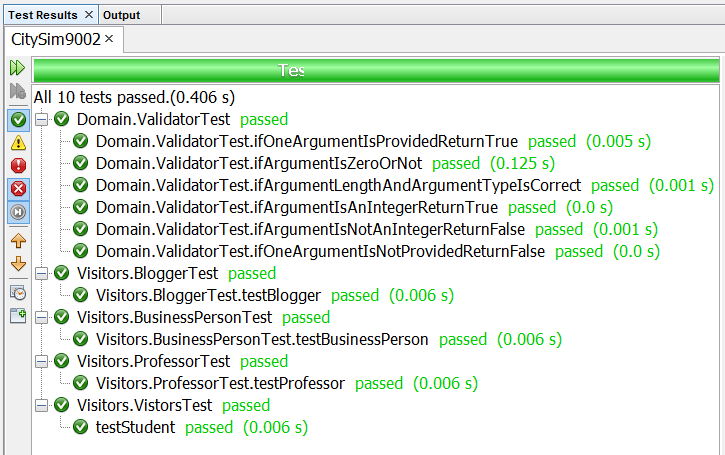 Test Results × Output
CitySim9002 ×
Tes
All 10 tests passed.(0.406 s)
Domain.ValidatorTest passed
Domain.ValidatorTest.ifOneArgumentIsProvidedReturnTrue passed (0.005 s)
Domain.ValidatorTest.ifArgumentIsZeroOrNot passed (0.125 s)
Domain.ValidatorTest.ifArgumentLengthAndArgumentTypeIsCorrect passed (0.001 s)
Domain.ValidatorTest.ifArgumentIsAnIntegerReturnTrue passed (0.0 s)
Domain.ValidatorTest.ifArgumentIsNotAnIntegerReturnFalse passed (0.001 s)
Domain.ValidatorTest.ifOneArgumentIsNotProvidedReturnFalse passed (0.0 s)
Visitors.BloggerTest passed
Visitors.BloggerTest.testBlogger passed (0.006 s)
Visitors.BusinessPersonTest passed
Visitors.BusinessPersonTest.testBusinessPerson passed (0.006 s)
Visitors.ProfessorTest passed
Visitors.ProfessorTest.testProfessor passed (0.006 s)
Visitors.VistorsTest passed
testStudent passed (0.006 s)